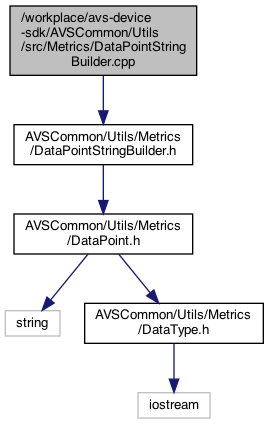 /workplace/avs-device
-sdk/AVSCommon/Utils
/src/Metrics/DataPointString
Builder.cpp
AVSCommon/Utils/Metrics
/DataPointStringBuilder.h
AVSCommon/Utils/Metrics
/DataPoint.h
string
AVSCommon/Utils/Metrics
/DataType.h
iostream